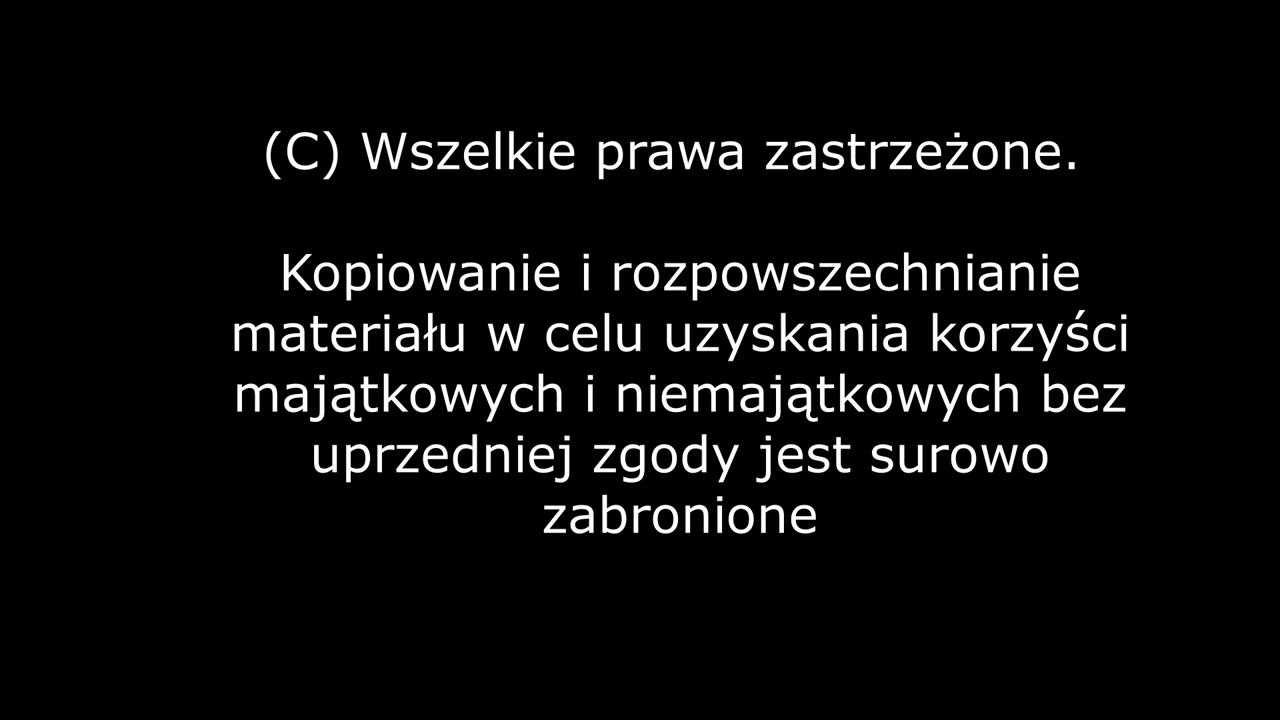 (C) Wszelkie prawa zastrzeżone.
Kopiowanie i rozpowszechnianie
materiału w celu uzyskania korzyści
majątkowych i niemajątkowych bez
uprzedniej zgody jest surowo
zabronione